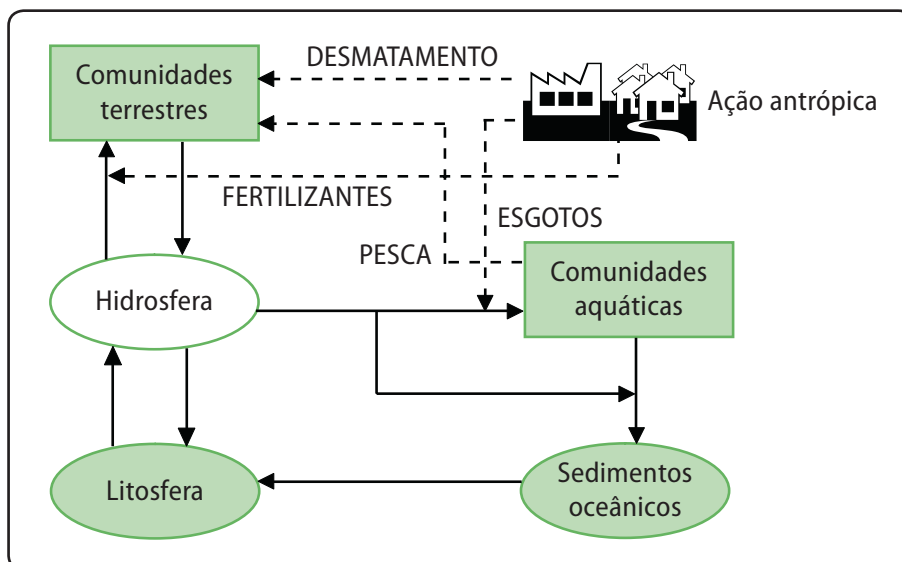 DESMATAMENTO
Comunidades
terrestres
Ação antrópica
FERTILIZANTES
ESGOTOS
PESCA
Comunidades
aquáticas
Hidrosfera
Litosfera
Sedimentos
oceânicos